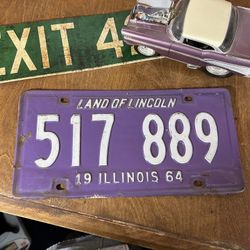 EXIT 4
LAND OF LINCOLN
517 889
19 ILLINOIS 64